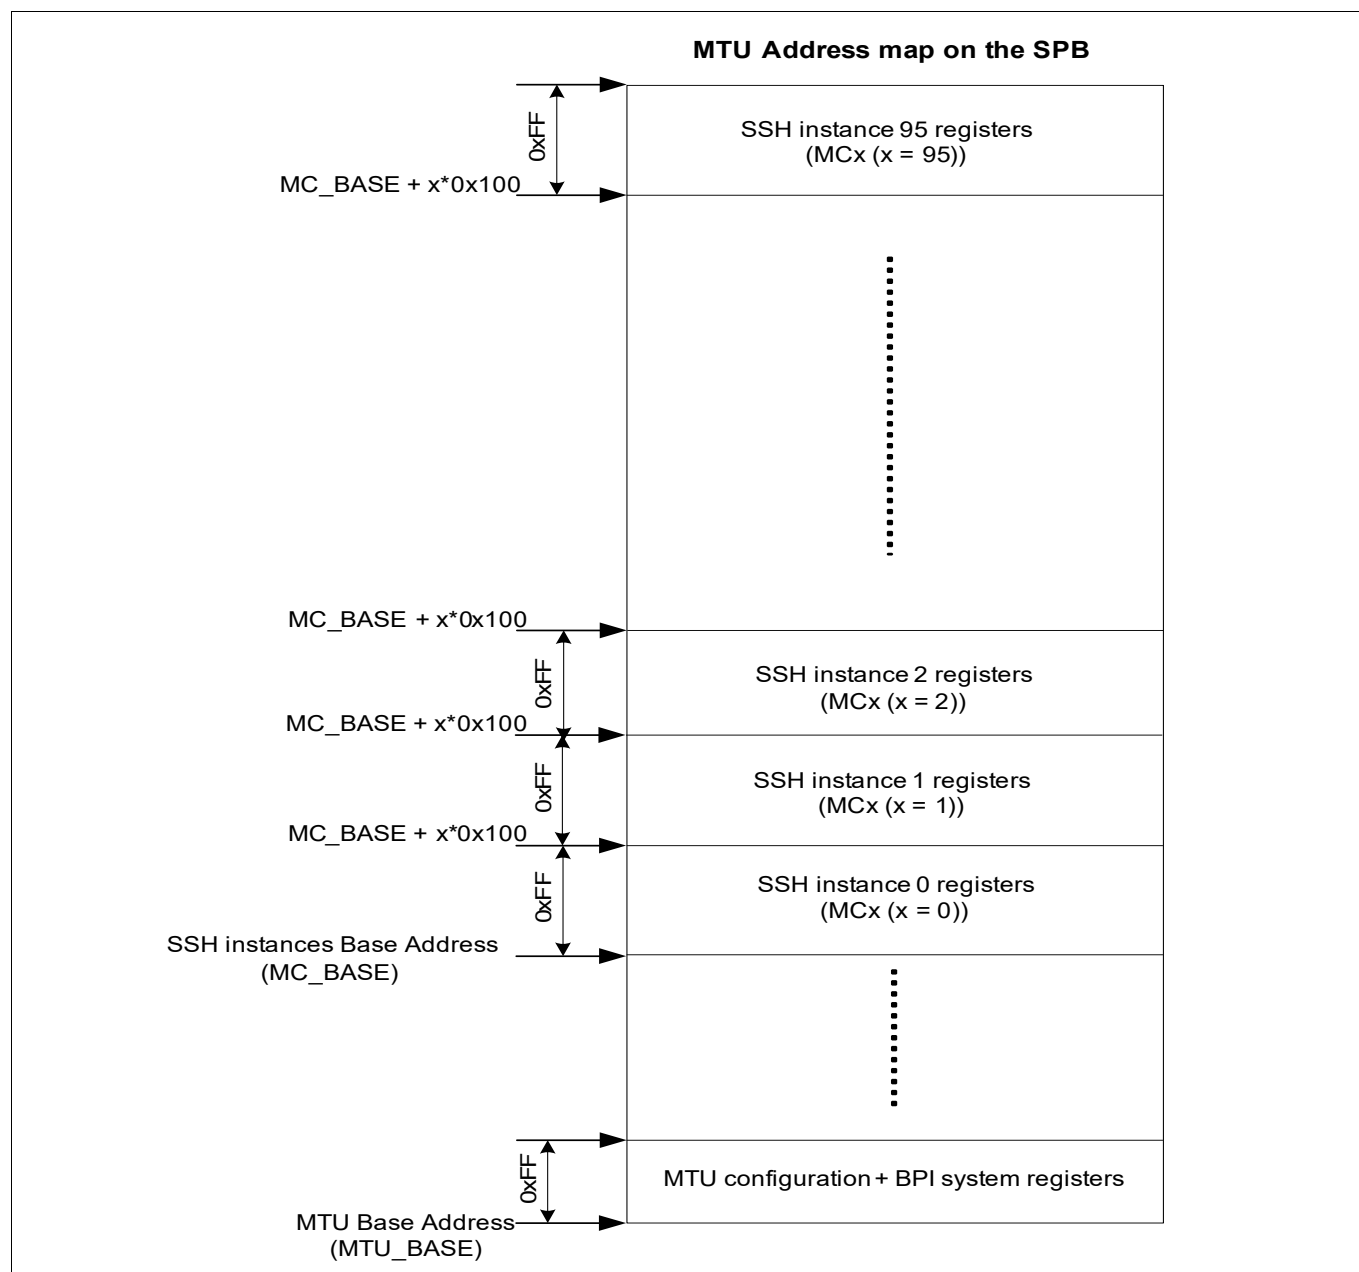 MTU Address map on the SPB
0xFF
SSH instance 95 registers
(MCx (x = 95))
MC_BASE + x*0x100
MC_BASE + x*0x100
0xFF
SSH instance 2 registers
(MCx (x = 2))
MC_BASE + x*0x100
0xFF
SSH instance 1 registers
(MCx (x = 1))
MC_BASE + x*0x100
0xFF
SSH instance 0 registers
(MCx (x = 0))
SSH instances Base Address
(MC_BASE)
0xFF
MTU configuration + BPI system registers
MTU Base Address
(MTU_BASE)